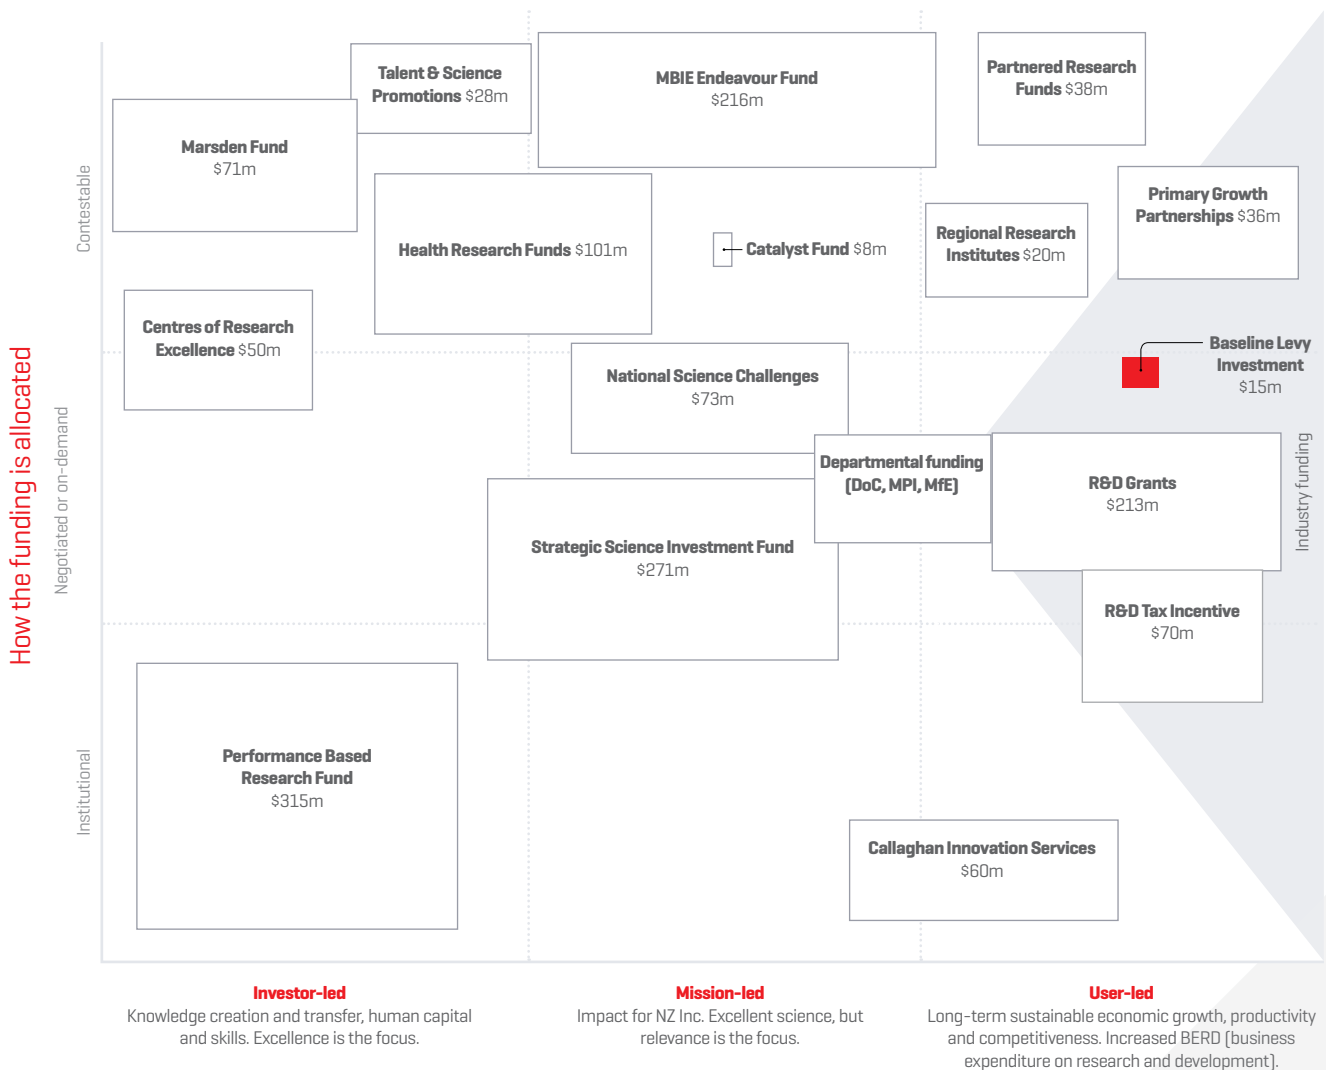 How the funding is allocated
Contestable
Negotiated or on-demand
Institutional
Talent & Science
Promotions $28m
MBIE Endeavour Fund
$216m
Partnered Research
Funds $38m
Marsden Fund
$71m
Primary Growth
Partnerships $36m
Health Research Funds $101m
Catalyst Fund $8m
Regional Research
Institutes $20m
Centres of Research
Excellence $50m
National Science Challenges
$73m
Baseline Levy
Investment
$15m
Departmental funding
(DoC, MPI, MfE)
R&D Grants
$213m
Industry funding
Strategic Science Investment Fund
$271m
R&D Tax Incentive
$70m
Performance Based
Research Fund
$315m
Callaghan Innovation Services
$60m
Investor-led
Knowledge creation and transfer, human capital
and skills. Excellence is the focus.
Mission-led
Impact for NZ Inc. Excellent science, but
relevance is the focus.
User-led
Long-term sustainable economic growth, productivity
and competitiveness. Increased BERD (business
expenditure on research and development).